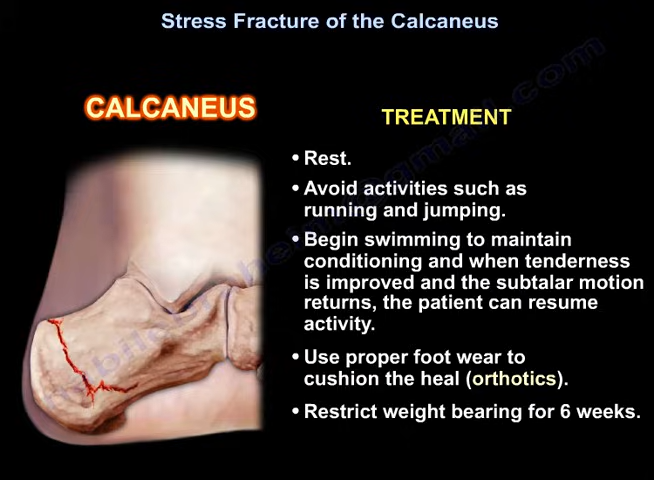 Stress Fracture of the Calcaneus
CALCANEUS
TREATMENT
• Rest.
• Avoid activities such as
running and jumping.
• Begin swimming to maintain
conditioning and when tenderness
is improved and the subtalar motion
returns, the patient can resume
activity.
• Use proper foot wear to
cushion the heal (orthotics).
• Restrict weight bearing for 6 weeks.